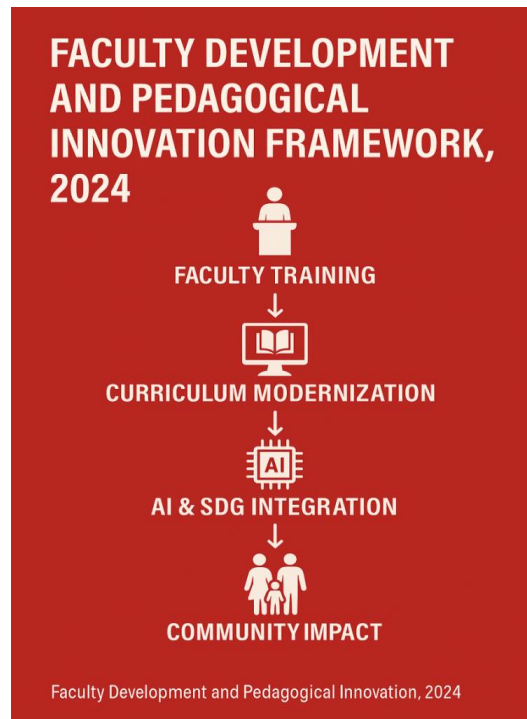 FACULTY DEVELOPMENT
AND PEDAGOGICAL
INNOVATION FRAMEWORK,
2024
FACULTY TRAINING
CURRICULUM MODERNIZATION
AI
AI & SDG INTEGRATION
COMMUNITY IMPACT
Faculty Development and Pedagogical Innovation, 2024